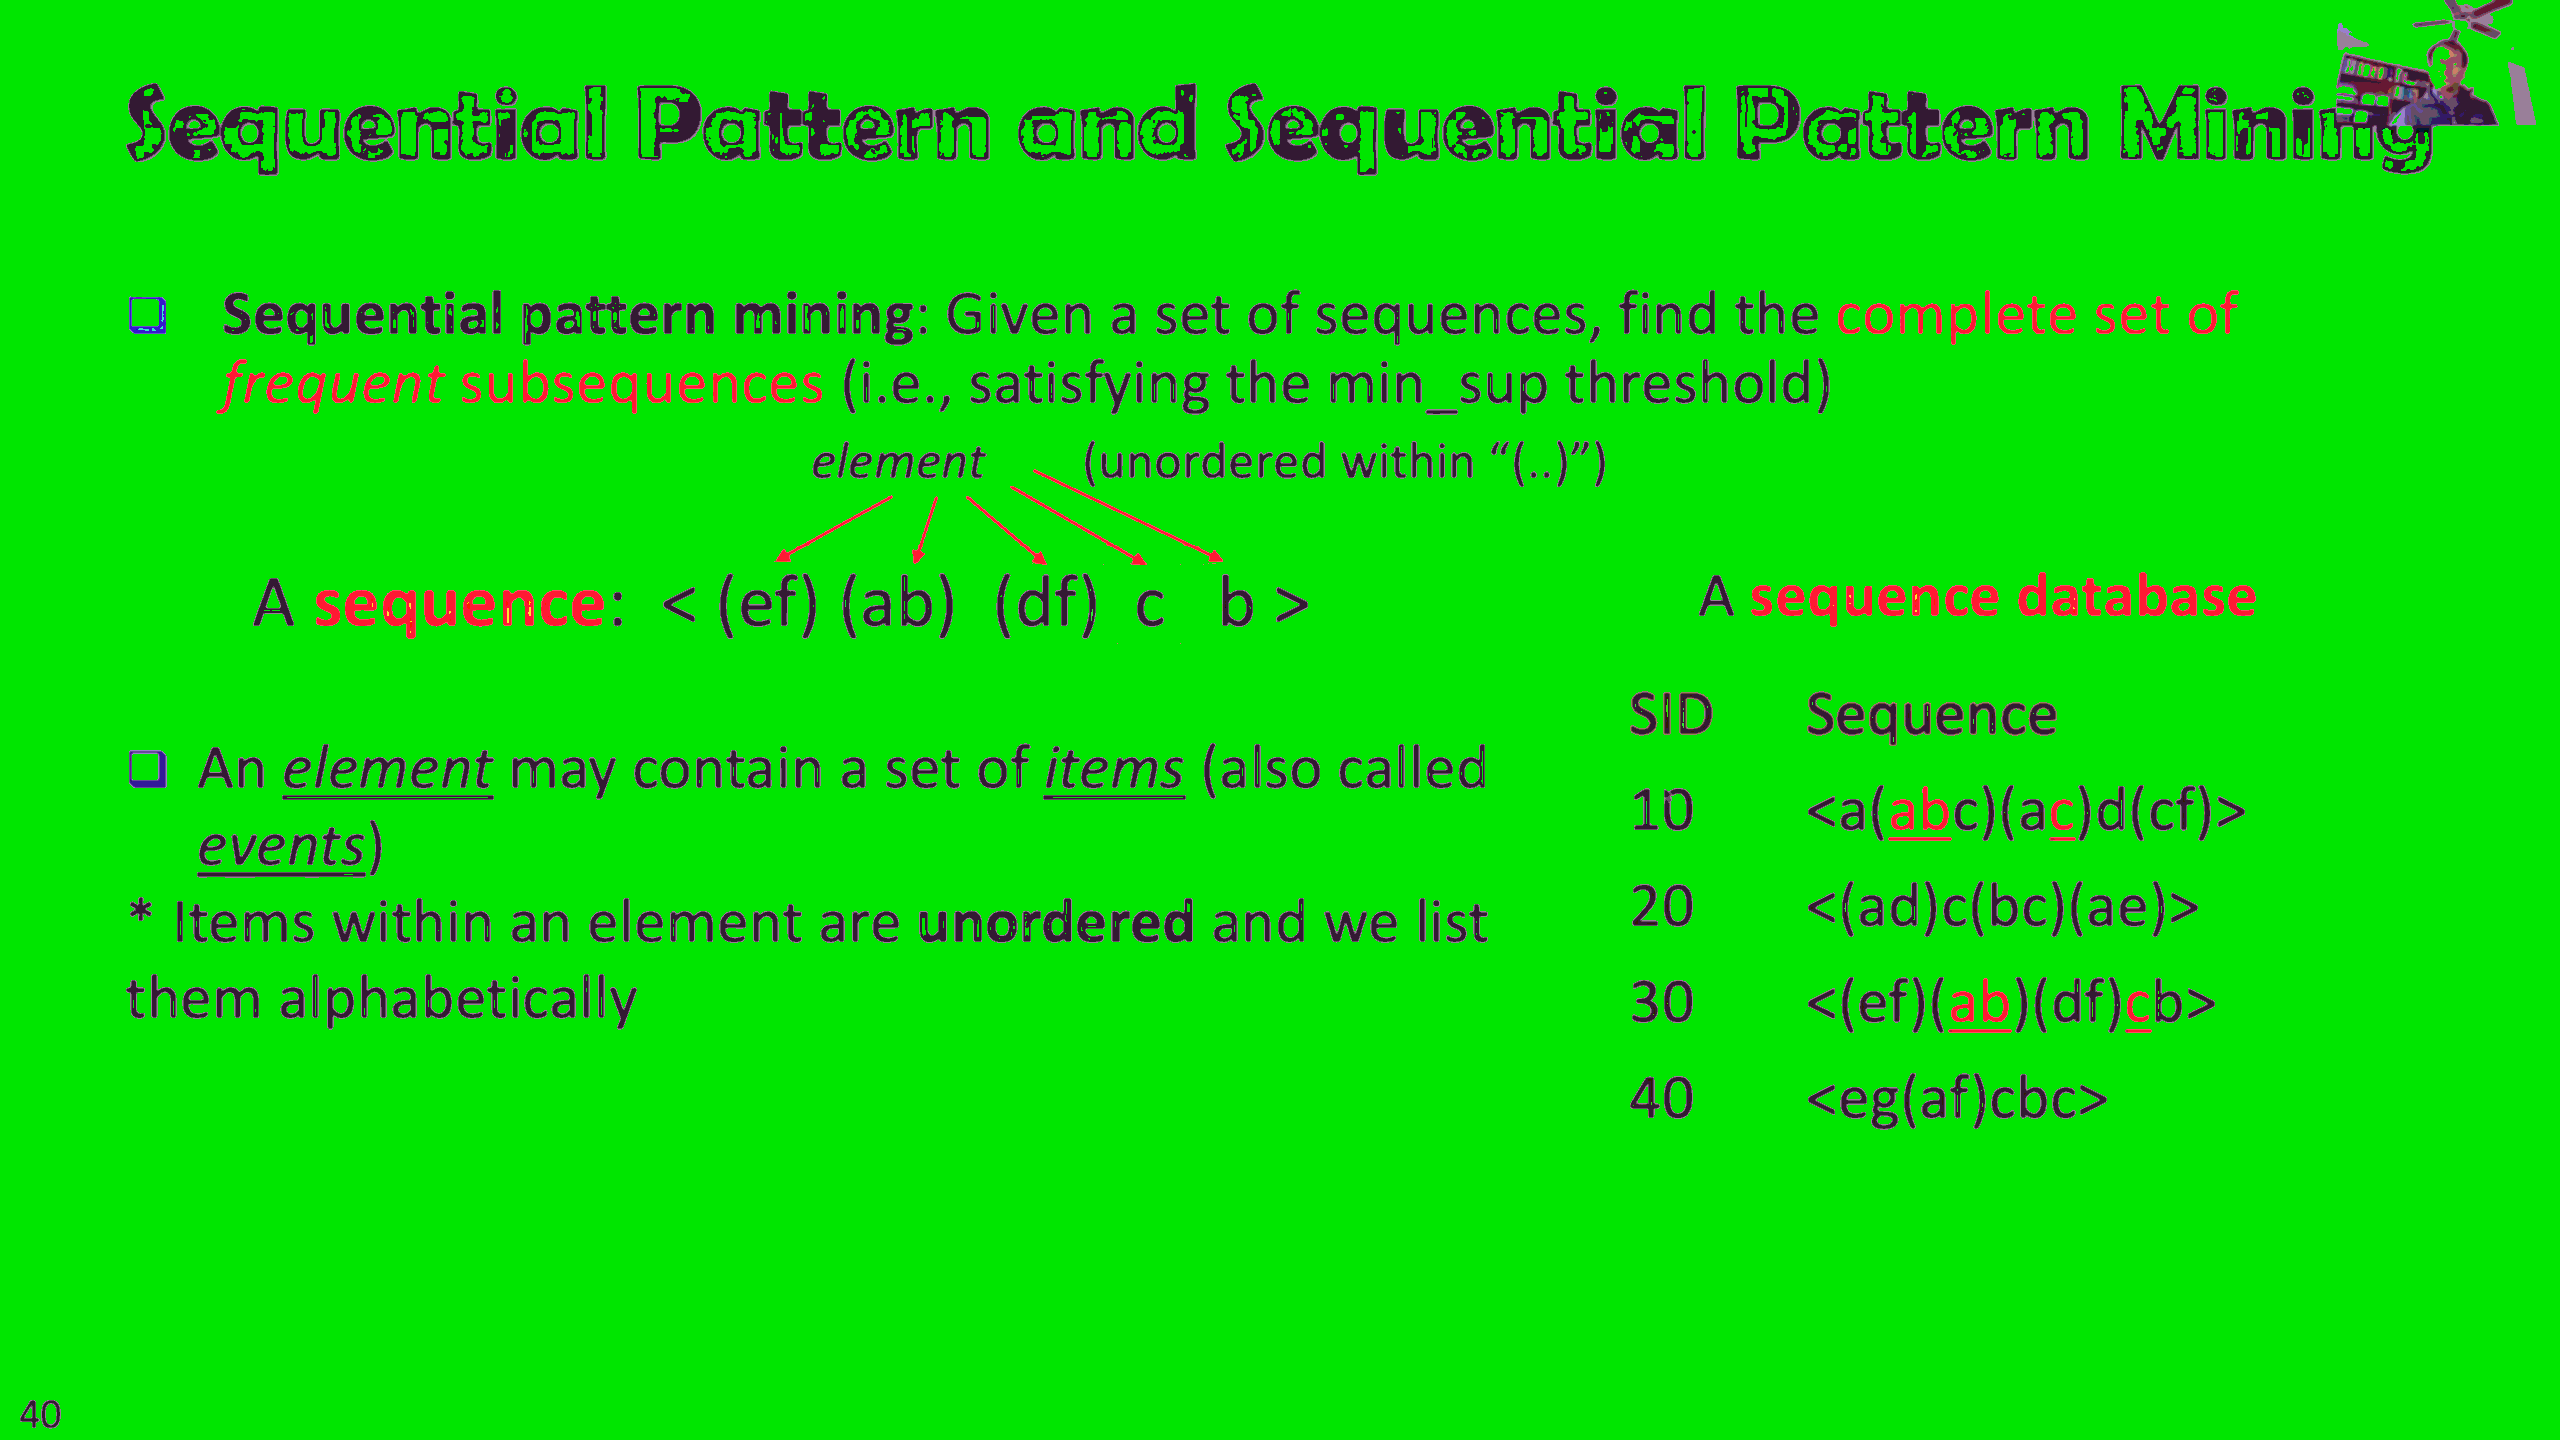 Sequential Pattern and Sequential Pattern Mining
❑ Sequential pattern mining: Given a set of sequences, find the complete set of
frequent subsequences (i.e., satisfying the min_sup threshold)
element (unordered within “(..)”)
A sequence: < (ef) (ab) (df) c b >
❑ An element may contain a set of items (also called
events)
* Items within an element are unordered and we list
them alphabetically
A sequence database
SID Sequence
10 <a(abc)(ac)d(cf)>
20 <(ad)c(bc)(ae)>
30 <(ef)(ab)(df)cb>
40 <eg(af)cbc>
40